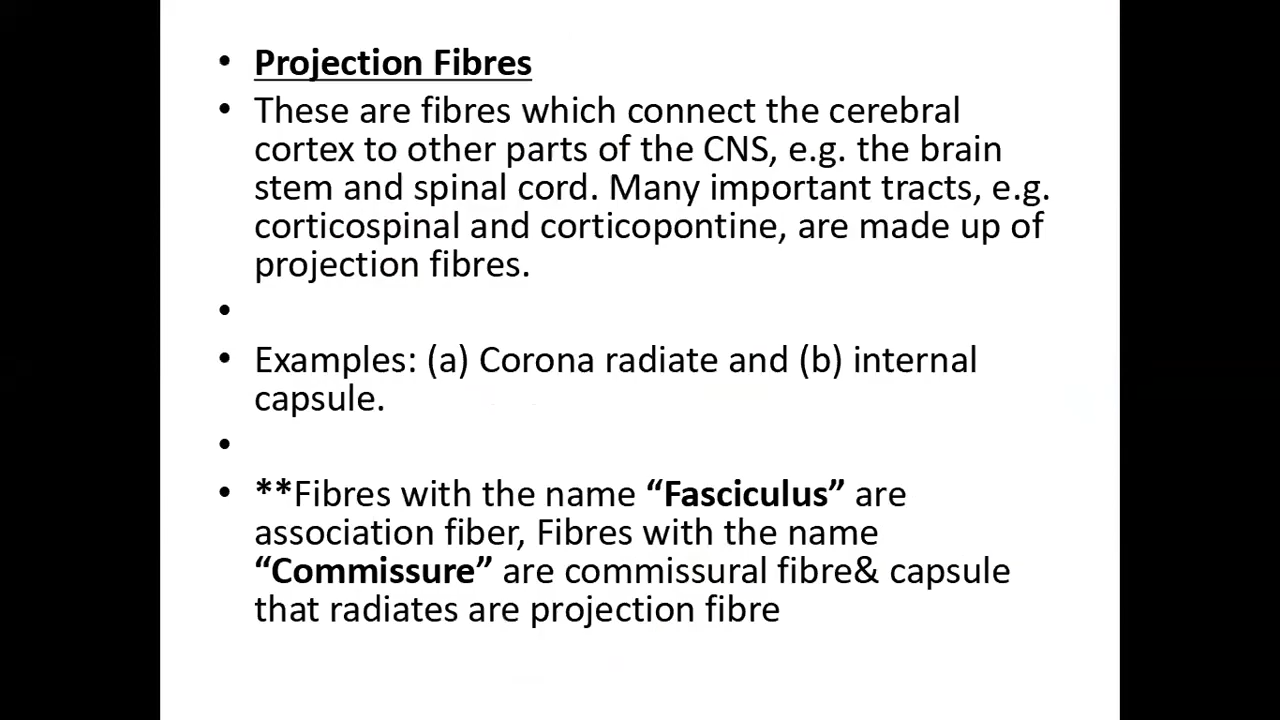 • Projection Fibres
• These are fibres which connect the cerebral
cortex to other parts of the CNS, e.g. the brain
stem and spinal cord. Many important tracts, e.g.
corticospinal and corticopontine, are made up of
projection fibres.
•
• Examples: (a) Corona radiate and (b) internal
capsule.
•
• **Fibres with the name “Fasciculus” are
association fiber, Fibres with the name
“Commissure” are commissural fibre& capsule
that radiates are projection fibre